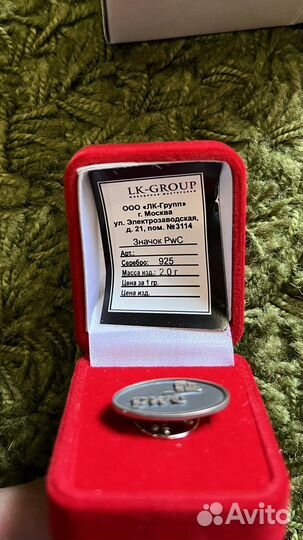 LK-GROUP
ООО «ЛК-Групп»
г. Москва
ул. Электрозаводская,
д. 21, пом. №3114
Значок PwC
Арт.:
Серебро: 925
Масса изд.: 2.0 г
Цена за 1 гр.
Цена изд.
pwc
Avito